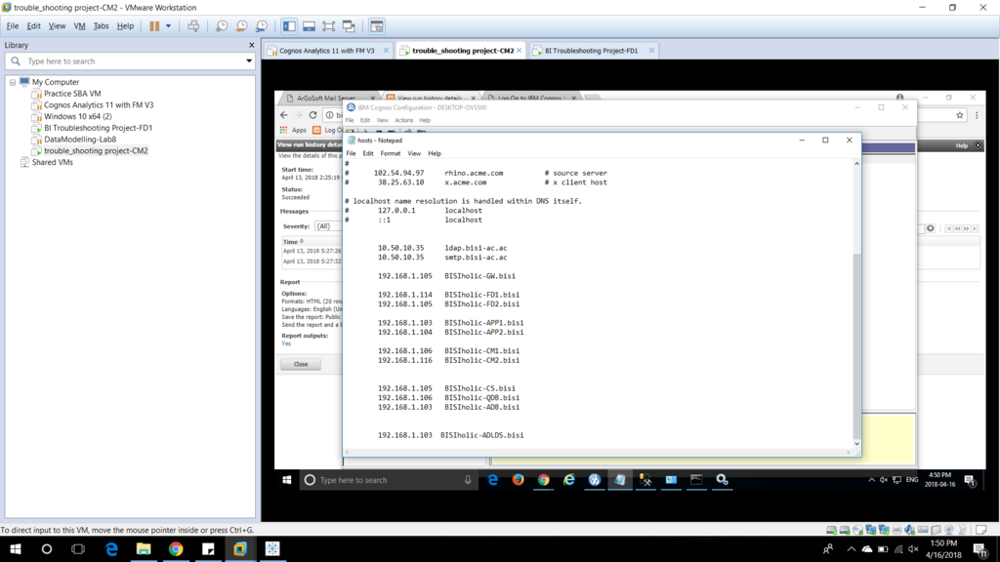 trouble_shooting project-CM2 - VMware Workstation
File Edit View VM Tabs Help
Library
Type here to search
My Computer
Practice SBA VM
Cognos Analytics 11 with FM V3
Windows 10 x64 (2)
BI Troubleshooting Project-FD1
DataModelling-Lab8
trouble_shooting project-CM2
Shared VMs
Cognos Analytics 11 with FM V3
trouble_shooting project-CM2
BI Troubleshooting Project-FD1
ArGoSoft Mail Server
View run history details
Log On to IBM Cognos
IBM Cognos Configuration - DESKTOP-
File Edit View Actions Help
Apps
Log O
View run history detai
Help
View the details of this p
Start time:
April 13, 2018 2:25:19
Status:
Succeeded
Messages
Severity: (All)
Time
April 13, 2018 5:27:26
April 13, 2018 5:27:32
Report
Options:
Formats: HTML (20 row
Languages: English (Un
Save the report: Public
Send the report and a l
Report outputs:
Yes
Close
hosts - Notepad
File Edit Format View Help
#
# 102.54.94.97 rhino.acme.com # source server
# 38.25.63.10 x.acme.com # x client host
# localhost name resolution is handled within DNS itself.
# 127.0.0.1 localhost
# ::1 localhost
10.50.10.35 ldap.bisi-ac.ac
10.50.10.35 smtp.bisi-ac.ac
192.168.1.105 BISIholic-GW.bisi
192.168.1.114 BISIholic-FD1.bisi
192.168.1.105 BISIholic-FD2.bisi
192.168.1.103 BISIholic-APP1.bisi
192.168.1.104 BISIholic-APP2.bisi
192.168.1.106 BISIholic-CM1.bisi
192.168.1.116 BISIholic-CM2.bisi
192.168.1.105 BISIholic-CS.bisi
192.168.1.106 BISIholic-QDB.bisi
192.168.1.103 BISIholic-ADB.bisi
192.168.1.103 BISIholic-ADLDS.bisi
Type here to search
ENG
4:50 PM
2018-04-16
To direct input to this VM, move the mouse pointer inside or press Ctrl+G.
1:50 PM
4/16/2018